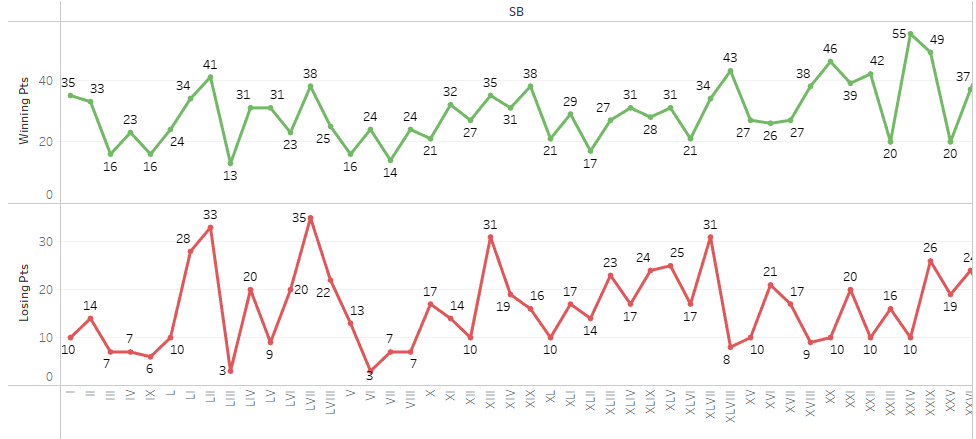 SB
Winning Pts
40
20
0
35 33 16 23 16 24 34 41 13 31 31 23 38 25 16 24 14 24 21 32 27 35 31 38 21 29 17 27 31 28 31 21 34 43 27 26 27 38 46 39 42 20 55 49 20 37
Losing Pts
30
20
10
0
10 14 7 7 6 10 28 33 3 20 9 20 35 22 13 3 7 7 17 14 10 31 19 16 10 17 14 23 17 24 25 17 31 8 10 21 17 9 10 20 10 16 10 26 19
I II III IV IX L LI LII LIII LIV LV LVI LVII LVIII V VI VII VIII X XI XII XIII XIV XIX XL XLI XLII XLIII XLIV XLIX XLV XLVI XLVII XLVIII XV XVI XVII XVIII XX XXI XXII XXIII XXIV XXIX XXV